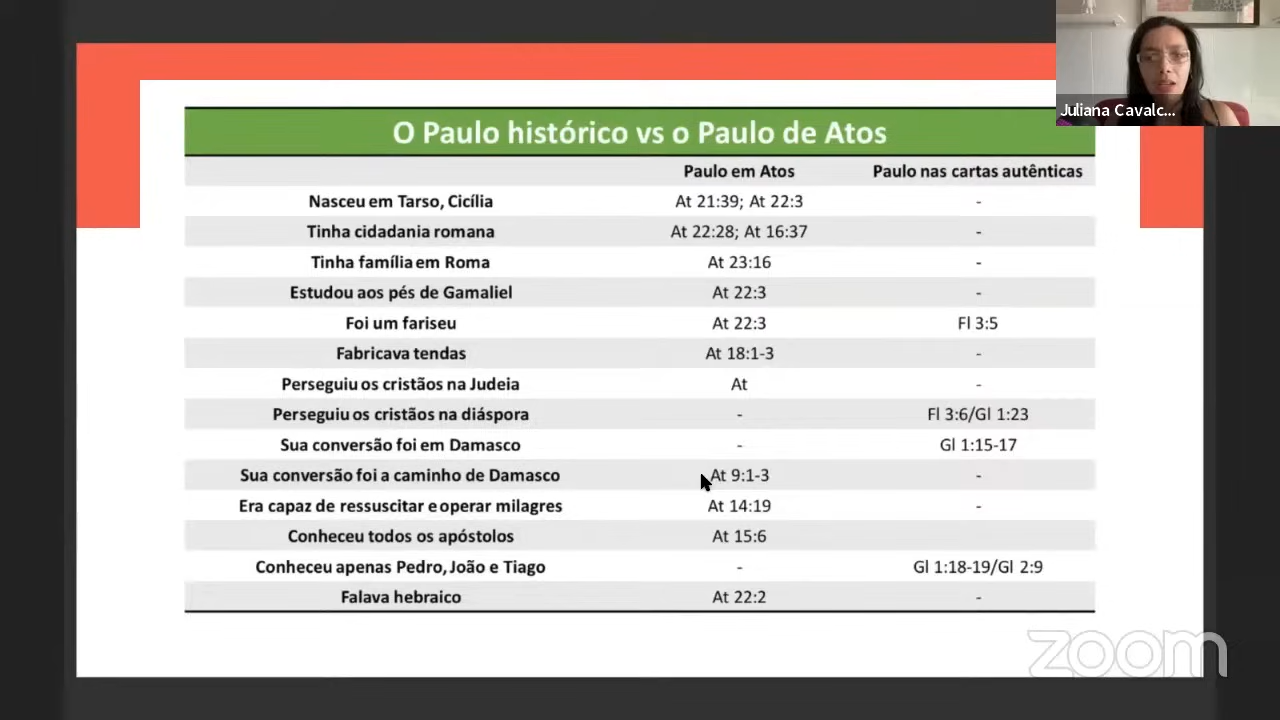 Juliana Cavalc...
O Paulo histórico vs o Paulo de Atos
Paulo em Atos Paulo nas cartas autênticas
Nasceu em Tarso, Cicília At 21:39; At 22:3 -
Tinha cidadania romana At 22:28; At 16:37 -
Tinha família em Roma At 23:16 -
Estudou aos pés de Gamaliel At 22:3 -
Foi um fariseu At 22:3 Fl 3:5
Fabricava tendas At 18:1-3 -
Perseguiu os cristãos na Judeia At -
Perseguiu os cristãos na diáspora - Fl 3:6/Gl 1:23
Sua conversão foi em Damasco - Gl 1:15-17
Sua conversão foi a caminho de Damasco At 9:1-3 -
Era capaz de ressuscitar e operar milagres At 14:19 -
Conheceu todos os apóstolos At 15:6
Conheceu apenas Pedro, João e Tiago - Gl 1:18-19/Gl 2:9
Falava hebraico At 22:2 -
zoom